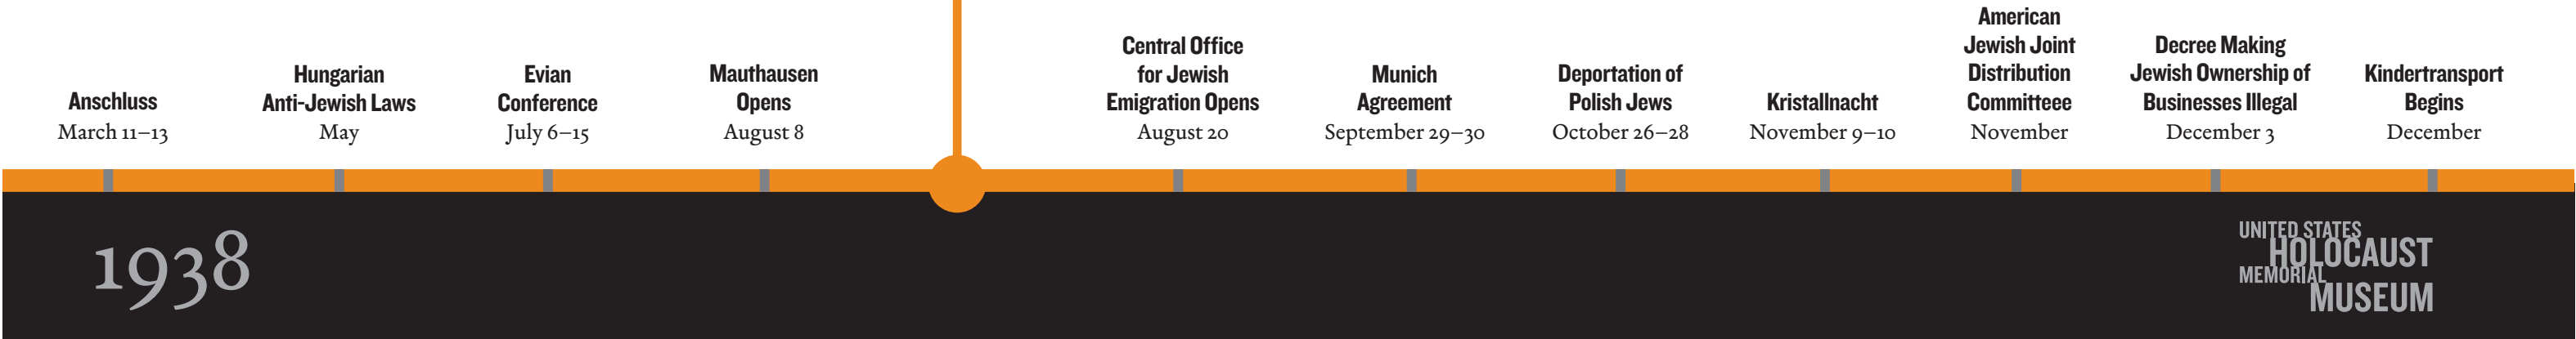 Anschluss
March 11–13
Hungarian
Anti-Jewish Laws
May
Evian
Conference
July 6–15
Mauthausen
Opens
August 8
Central Office
for Jewish
Emigration Opens
August 20
Munich
Agreement
September 29–30
Deportation of
Polish Jews
October 26–28
Kristallnacht
November 9–10
American
Jewish Joint
Distribution
Committeee
November
Decree Making
Jewish Ownership of
Businesses Illegal
December 3
Kindertransport
Begins
December
1938
UNITED STATES
HOLOCAUST
MEMORIAL
MUSEUM